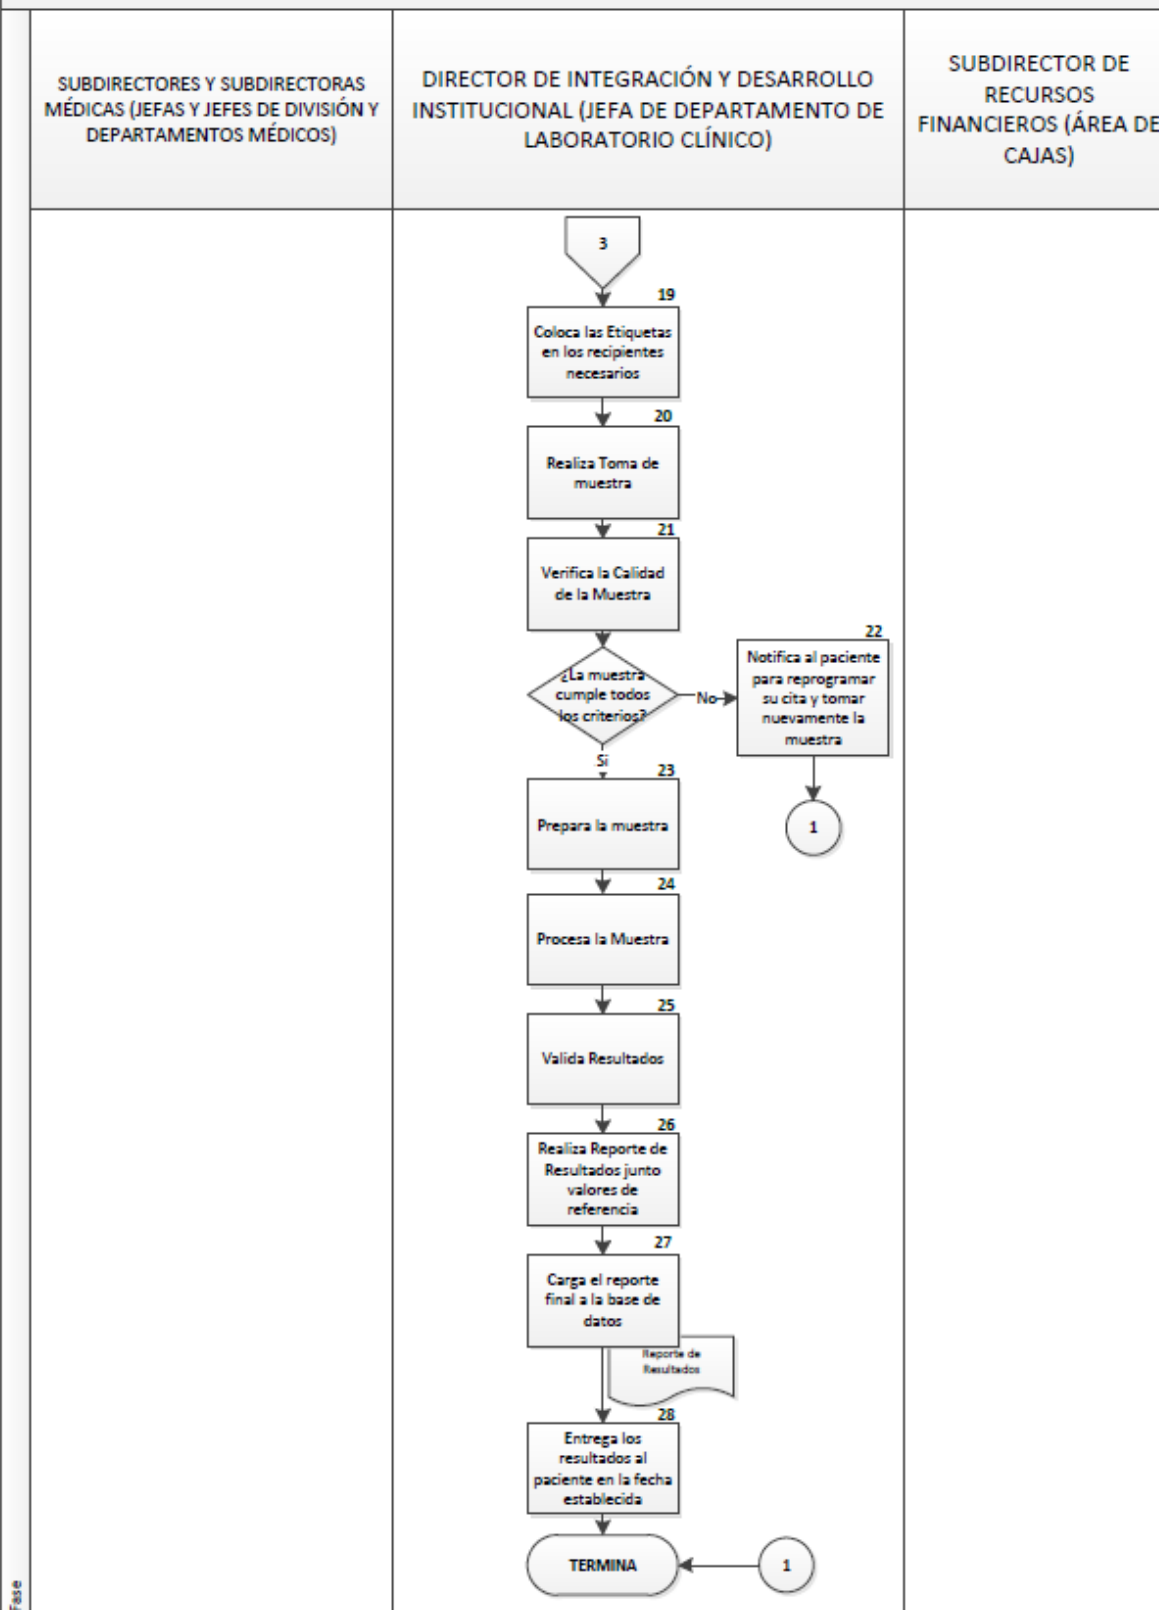 SUBDIRECTORES Y SUBDIRECTORAS
MÉDICAS (JEFAS Y JEFES DE DIVISIÓN Y
DEPARTAMENTOS MÉDICOS)
DIRECTOR DE INTEGRACIÓN Y DESARROLLO
INSTITUCIONAL (JEFA DE DEPARTAMENTO DE
LABORATORIO CLÍNICO)
SUBDIRECTOR DE
RECURSOS
FINANCIEROS (ÁREA DE
CAJAS)
3
19
Coloca las Etiquetas
en los recipientes
necesarios
20
Realiza Toma de
muestra
21
Verifica la Calidad
de la Muestra
¿La muestra
cumple todos
los criterios?
No
22
Notifica al paciente
para reprogramar
su cita y tomar
nuevamente la
muestra
1
Si
23
Prepara la muestra
24
Procesa la Muestra
25
Valida Resultados
26
Realiza Reporte de
Resultados junto
valores de
referencia
27
Carga el reporte
final a la base de
datos
Reporte de
Resultados
28
Entrega los
resultados al
paciente en la fecha
establecida
TERMINA
1
Fase